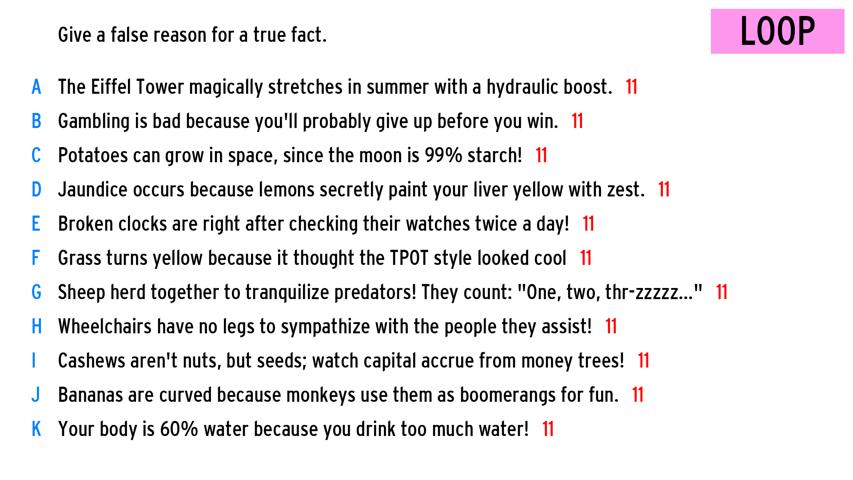 Give a false reason for a true fact.
LOOP
A The Eiffel Tower magically stretches in summer with a hydraulic boost. 11
B Gambling is bad because you'll probably give up before you win. 11
C Potatoes can grow in space, since the moon is 99% starch! 11
D Jaundice occurs because lemons secretly paint your liver yellow with zest. 11
E Broken clocks are right after checking their watches twice a day! 11
F Grass turns yellow because it thought the TPOT style looked cool 11
G Sheep herd together to tranquilize predators! They count: "One, two, thr-zzzzz..." 11
H Wheelchairs have no legs to sympathize with the people they assist! 11
I Cashews aren't nuts, but seeds; watch capital accrue from money trees! 11
J Bananas are curved because monkeys use them as boomerangs for fun. 11
K Your body is 60% water because you drink too much water! 11